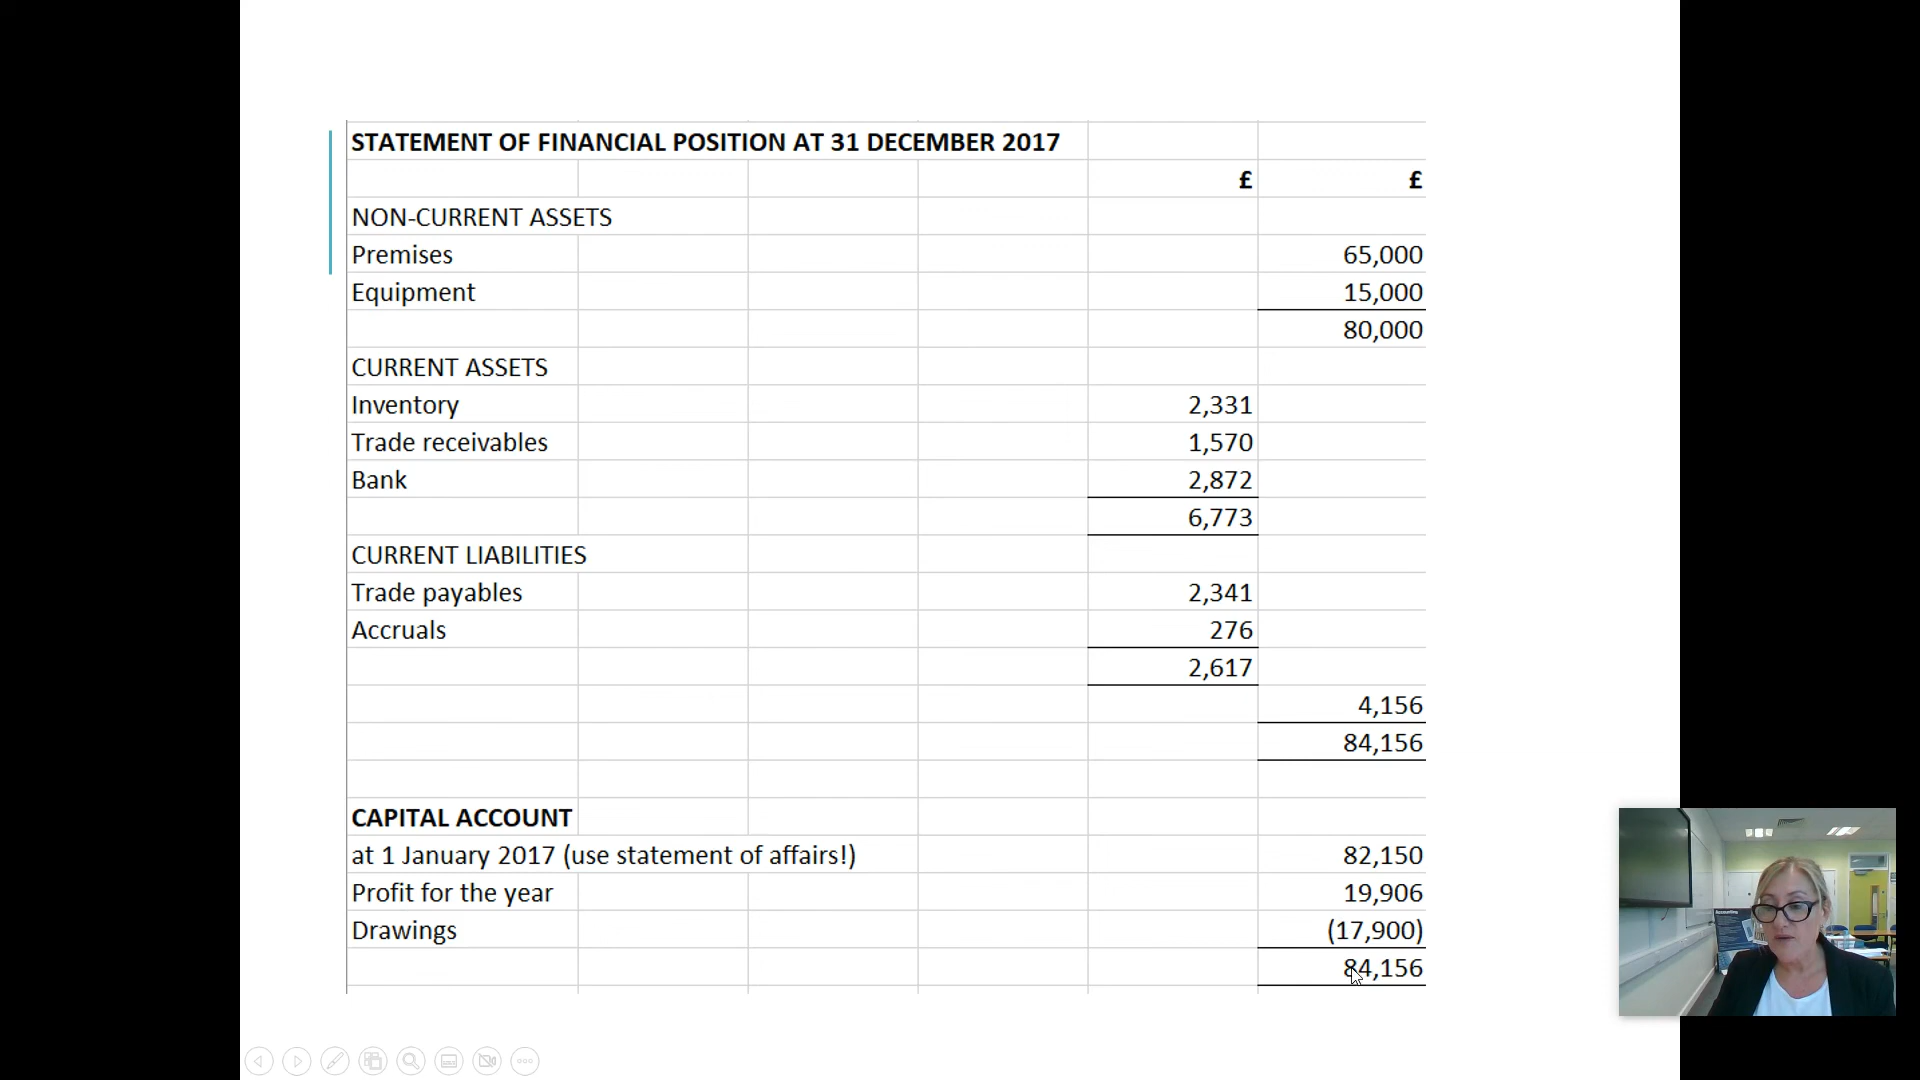 STATEMENT OF FINANCIAL POSITION AT 31 DECEMBER 2017
£ £
NON-CURRENT ASSETS
Premises 65,000
Equipment 15,000
80,000
CURRENT ASSETS
Inventory 2,331
Trade receivables 1,570
Bank 2,872
6,773
CURRENT LIABILITIES
Trade payables 2,341
Accruals 276
2,617
4,156
84,156
CAPITAL ACCOUNT
at 1 January 2017 (use statement of affairs!) 82,150
Profit for the year 19,906
Drawings (17,900)
84,156
Accounting